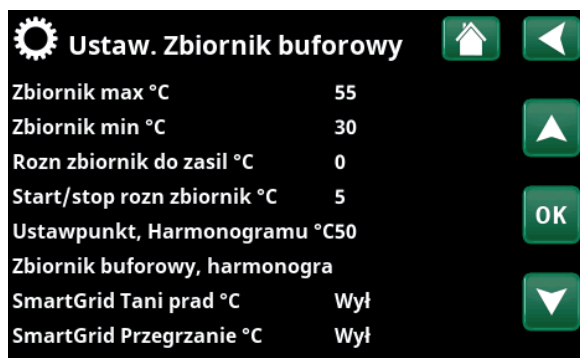 Ustaw. Zbiornik buforowy
Zbiornik max °C 55
Zbiornik min °C 30
Rozn zbiornik do zasil °C 0
Start/stop rozn zbiornik °C 5
Ustawpunkt, Harmonogramu °C50
Zbiornik buforowy, harmonogra
SmartGrid Tani prad °C Wył
SmartGrid Przegrzanie °C Wył
OK